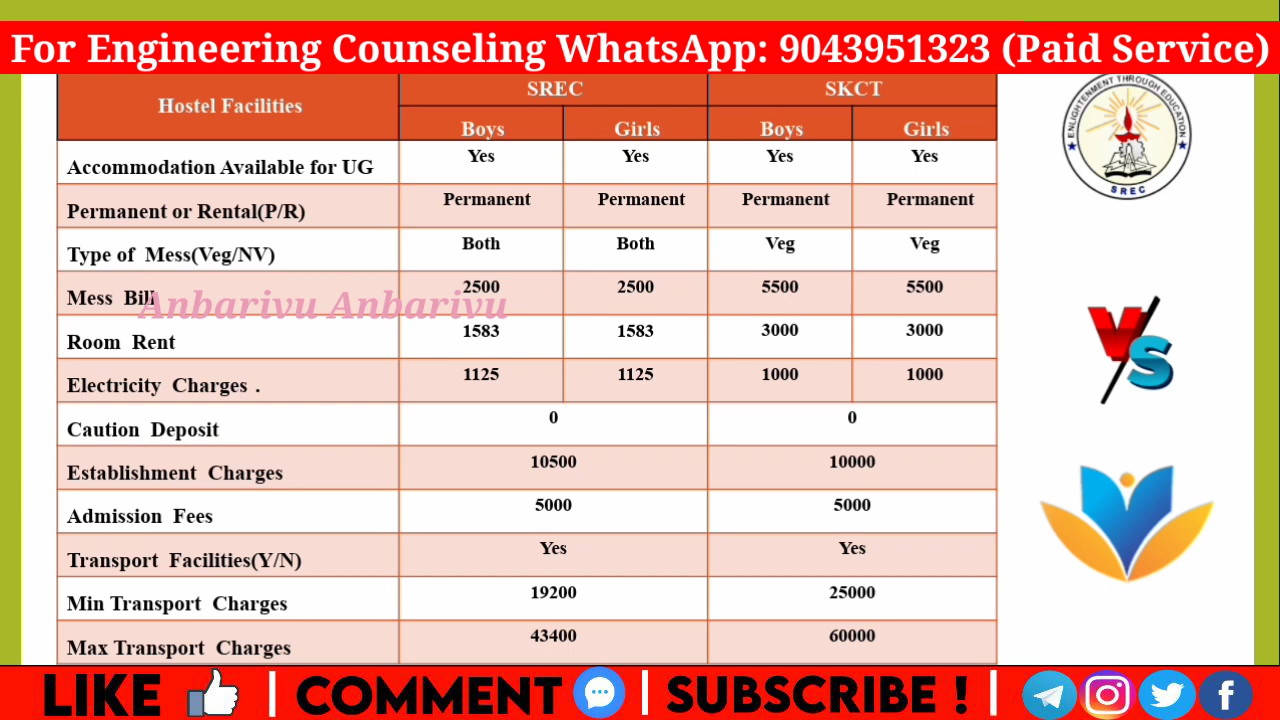 For Engineering Counseling WhatsApp: 9043951323 (Paid Service)
Hostel Facilities SREC SKCT
Boys Girls Boys Girls
Accommodation Available for UG Yes Yes Yes Yes
Permanent or Rental(P/R) Permanent Permanent Permanent Permanent
Type of Mess(Veg/NV) Both Both Veg Veg
Mess Bill 2500 2500 5500 5500
Anbarivu Anbarivu
Room Rent 1583 1583 3000 3000
Electricity Charges . 1125 1125 1000 1000
Caution Deposit 0 0
Establishment Charges 10500 10000
Admission Fees 5000 5000
Transport Facilities(Y/N) Yes Yes
Min Transport Charges 19200 25000
Max Transport Charges 43400 60000
ENLIGHTENMENT THROUGH EDUCATION
SREC
VS
LIKE | COMMENT | SUBSCRIBE ! |